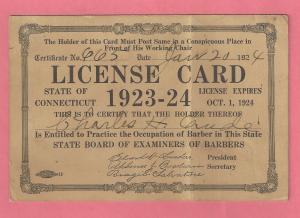 The Holder of this Card Must Post Same in a Conspicuous Place in
Front of His Working Chair
Certificate No. 663 Date Jan 20 1924
LICENSE CARD
STATE OF
CONNECTICUT
1923-24
LICENSE EXPIRES
OCT. 1, 1924
THIS IS TO CERTIFY THAT THE HOLDER THEREOF
Charles H.
Is Entitled to Practice the Occupation of Barber in This State
STATE BOARD OF EXAMINERS OF BARBERS
President
Secretary